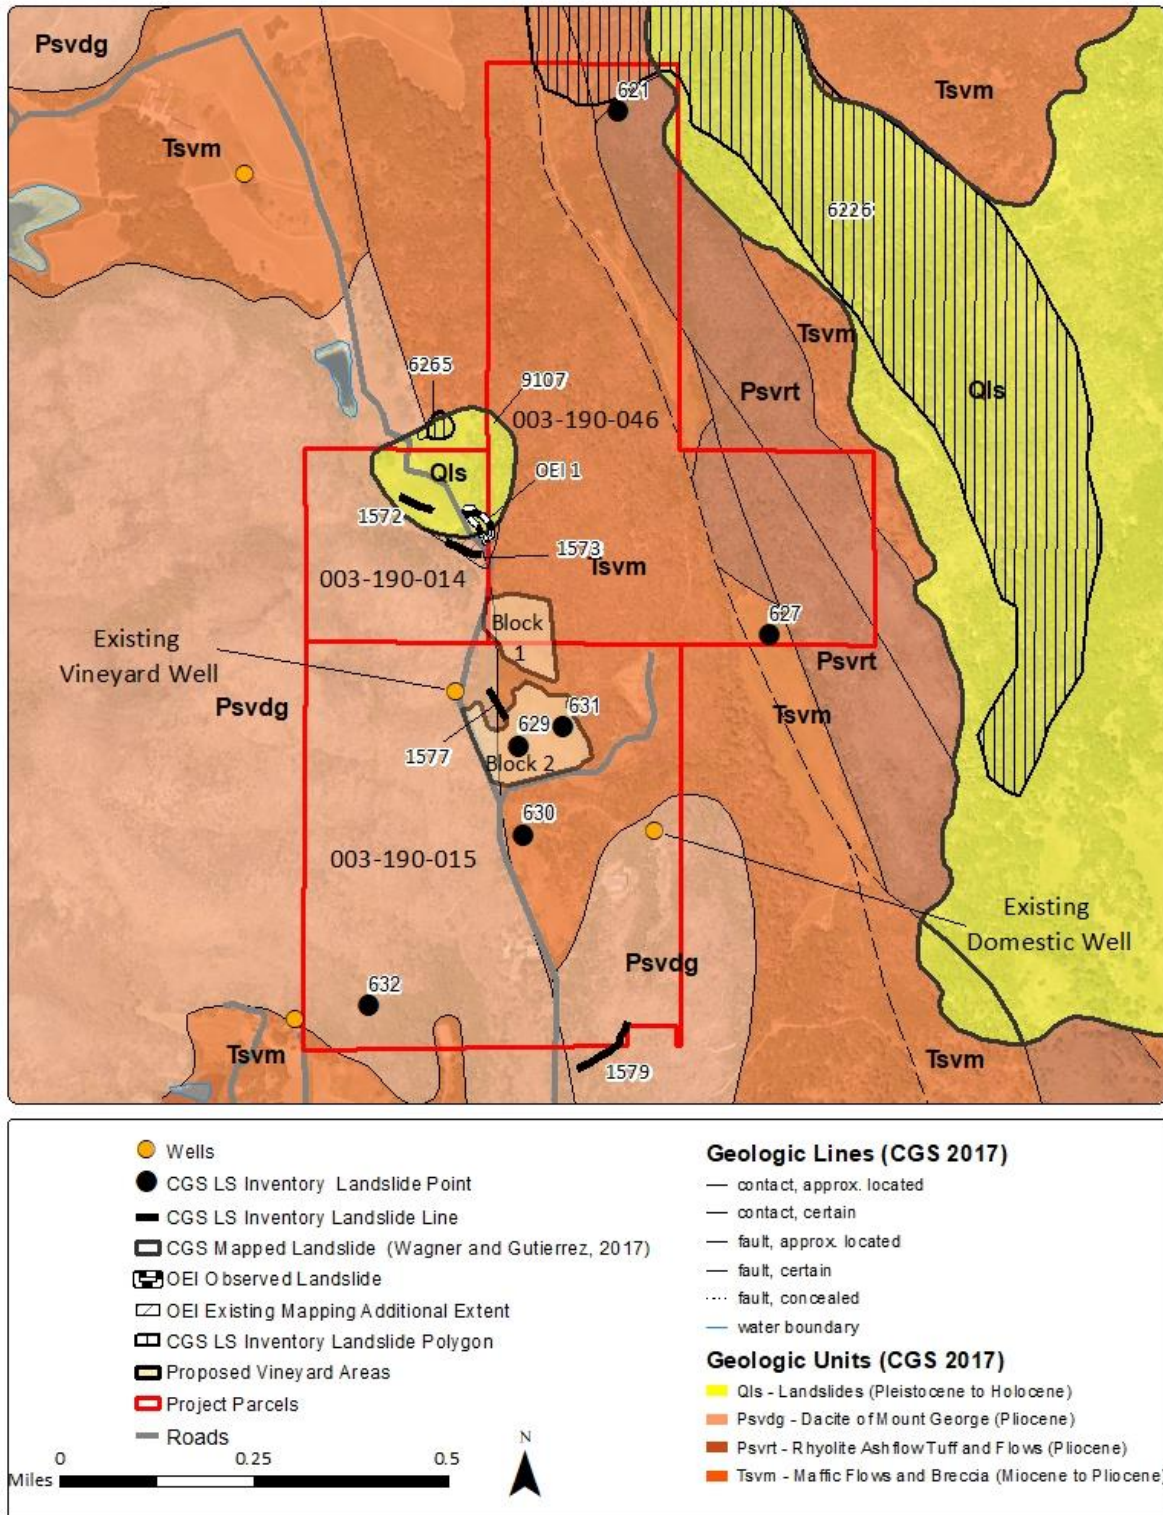 Psvdg
Tsvm
621
Tsvm
6226
Tsvm
6265
9107
Psvrt
Qls
003-190-046
Qls
OEI 1
1572
1573
Tsvm
003-190-014
627
Existing
Vineyard Well
Block
1
Psvrt
Psvdg
Tsvm
631
629
1577
Block 2
630
003-190-015
Existing
Domestic Well
Psvdg
632
Tsvm
Tsvm
1579
Wells
CGS LS Inventory Landslide Point
CGS LS Inventory Landslide Line
CGS Mapped Landslide (Wagner and Gutierrez, 2017)
OEI Observed Landslide
OEI Existing Mapping Additional Extent
CGS LS Inventory Landslide Polygon
Proposed Vineyard Areas
Project Parcels
Roads
0 0.25 0.5
Miles
N
Geologic Lines (CGS 2017)
contact, approx. located
contact, certain
fault, approx. located
fault, certain
fault, concealed
water boundary
Geologic Units (CGS 2017)
Qls - Landslides (Pleistocene to Holocene)
Psvdg - Dacite of Mount George (Pliocene)
Psvrt - Rhyolite Ashflow Tuff and Flows (Pliocene)
Tsvm - Maffic Flows and Breccia (Miocene to Pliocene)